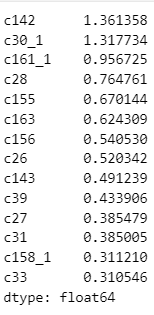 c142 1.361358
c30_1 1.317734
c161_1 0.956725
c28 0.764761
c155 0.670144
c163 0.624309
c156 0.540530
c26 0.520342
c143 0.491239
c39 0.433906
c27 0.385479
c31 0.385005
c158_1 0.311210
c33 0.310546
dtype: float64